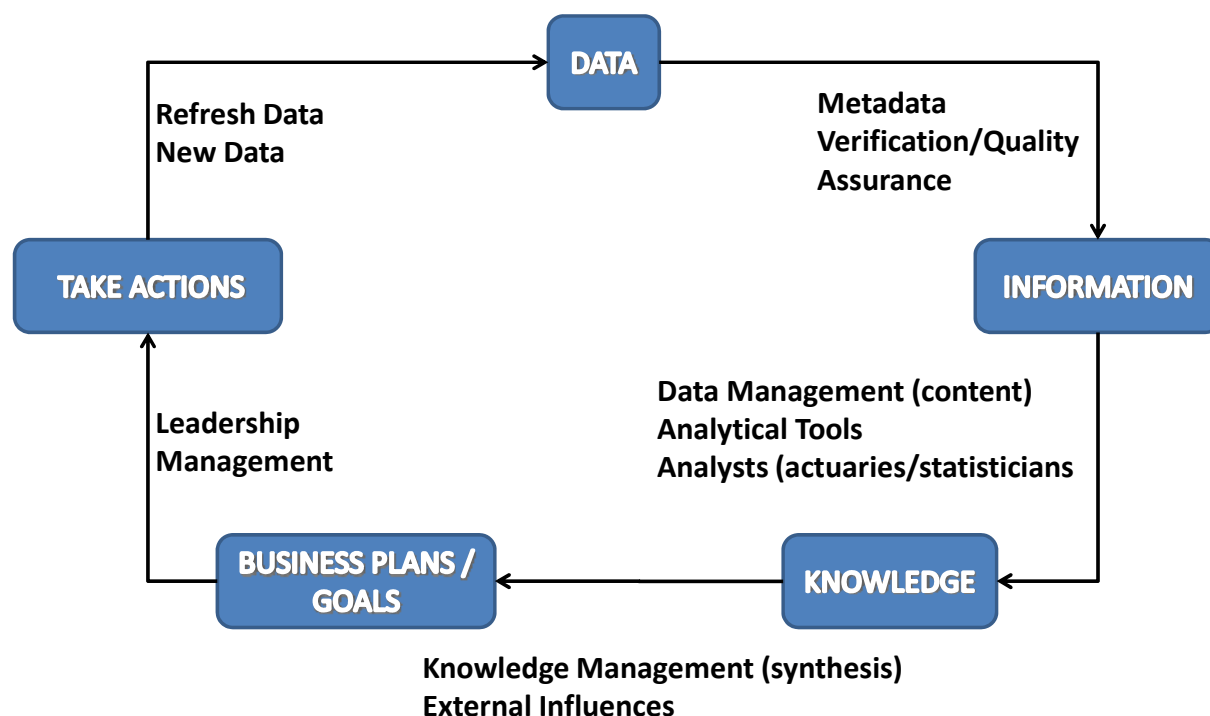 DATA
Refresh Data
New Data
Metadata
Verification/Quality
Assurance
TAKE ACTIONS
INFORMATION
Data Management (content)
Analytical Tools
Analysts (actuaries/statisticians
Leadership
Management
BUSINESS PLANS /
GOALS
KNOWLEDGE
Knowledge Management (synthesis)
External Influences